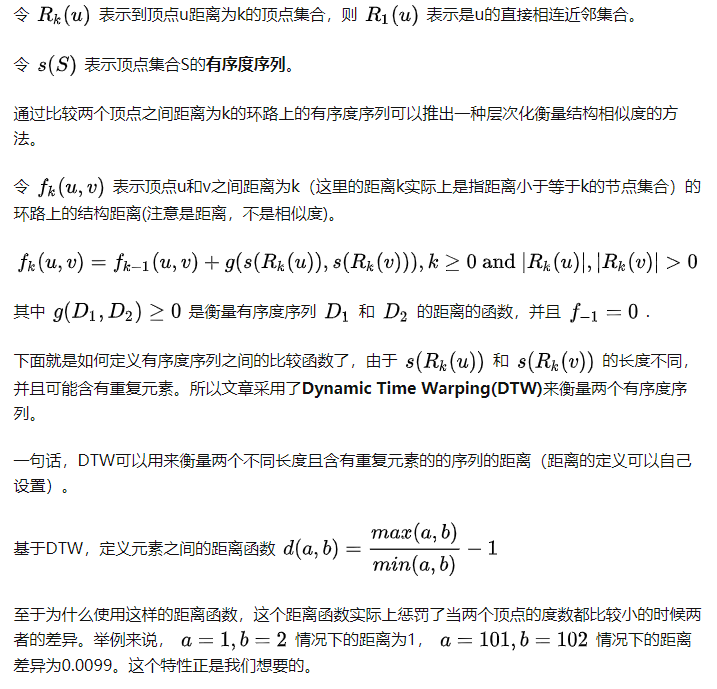 令 R_k(u) 表示到顶点u距离为k的顶点集合，则 R_1(u) 表示是u的直接相连近邻集合。
令 s(S) 表示顶点集合S的有序度序列。
通过比较两个顶点之间距离为k的环路上的有序度序列可以推出一种层次化衡量结构相似度的方
法。
令 f_k(u, v) 表示顶点u和v之间距离为k（这里的距离k实际上是指距离小于等于k的节点集合）的
环路上的结构距离(注意是距离，不是相似度)。
f_k(u, v) = f_{k-1}(u, v) + g(s(R_k(u)), s(R_k(v))), k ≥ 0 and |R_k(u)|, |R_k(v)| > 0
其中 g(D_1, D_2) ≥ 0 是衡量有序度序列 D_1 和 D_2 的距离的函数，并且 f_{-1} = 0 .
下面就是如何定义有序度序列之间的比较函数了，由于 s(R_k(u)) 和 s(R_k(v)) 的长度不同，
并且可能含有重复元素。所以文章采用了Dynamic Time Warping(DTW)来衡量两个有序度序
列。
一句话，DTW可以用来衡量两个不同长度且含有重复元素的的序列的距离（距离的定义可以自己
设置）。
基于DTW，定义元素之间的距离函数 d(a, b) = \frac{max(a, b)}{min(a, b)} - 1
至于为什么使用这样的距离函数，这个距离函数实际上惩罚了当两个顶点的度数都比较小的时候两
者的差异。举例来说， a = 1, b = 2 情况下的距离为1， a = 101, b = 102 情况下的距离
差异为0.0099。这个特性正是我们想要的。